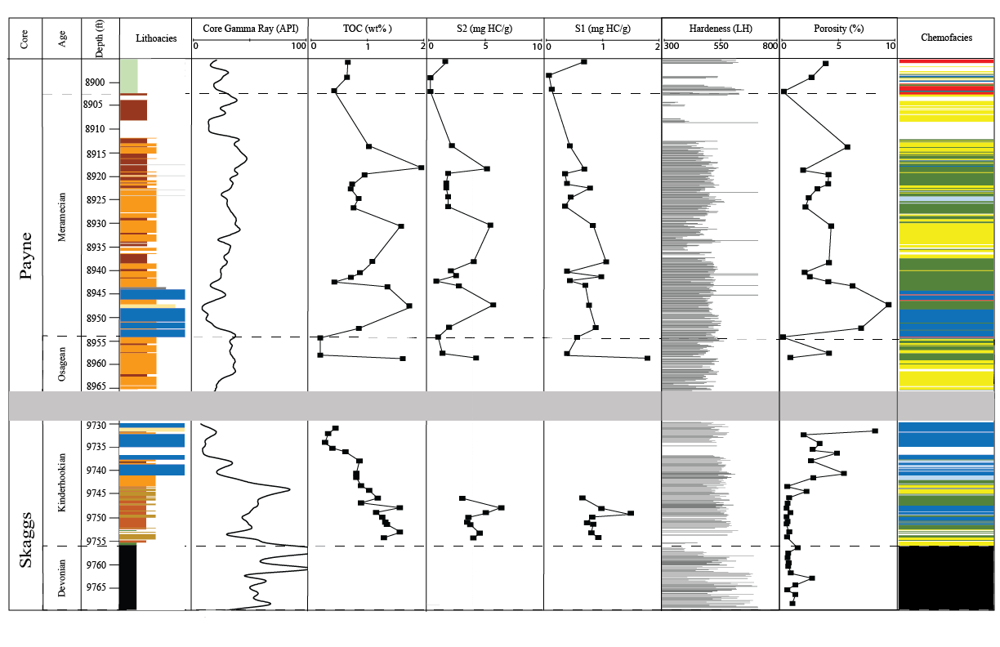 Core
Age
Depth (ft)
Lithoacies
Core Gamma Ray (API)
0 100
TOC (wt% )
0 1 2
S2 (mg HC/g)
0 5 10
S1 (mg HC/g)
0 1 2
Hardeness (LH)
300 550 800
Porosity (%)
0 5 10
Chemofacies
Payne
Meramecian
Osagean
8900
8905
8910
8915
8920
8925
8930
8935
8940
8945
8950
8955
8960
8965
Skaggs
Kinderhookian
Devonian
9730
9735
9740
9745
9750
9755
9760
9765